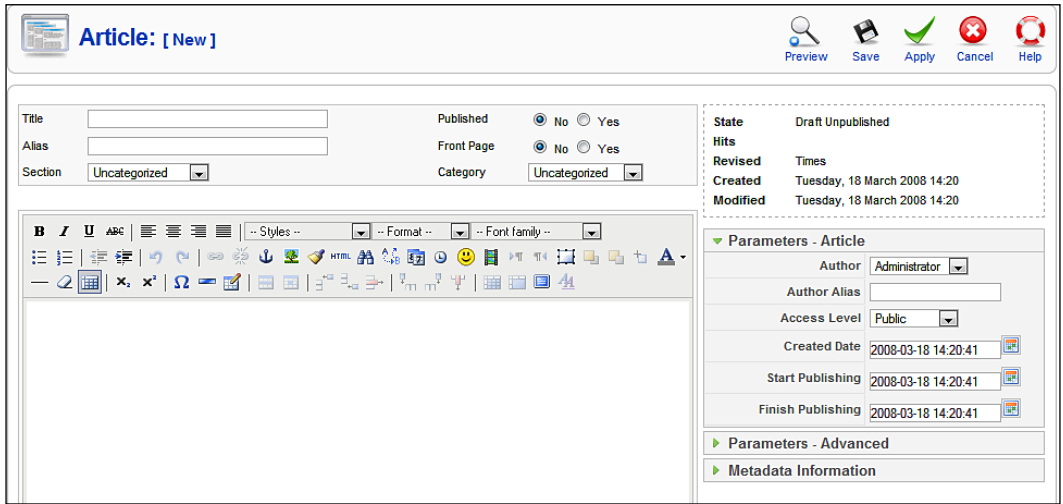 Article: [ New ]
Preview Save Apply Cancel Help
Title Published No Yes
Alias Front Page No Yes
Section Uncategorized Category Uncategorized
State Draft Unpublished
Hits
Revised Times
Created Tuesday, 18 March 2008 14:20
Modified Tuesday, 18 March 2008 14:20
B I U ABC -- Styles -- -- Format -- -- Font family --
HTML A
x₂ x² Ω
Parameters - Article
Author Administrator
Author Alias
Access Level Public
Created Date 2008-03-18 14:20:41
Start Publishing 2008-03-18 14:20:41
Finish Publishing 2008-03-18 14:20:41
Parameters - Advanced
Metadata Information